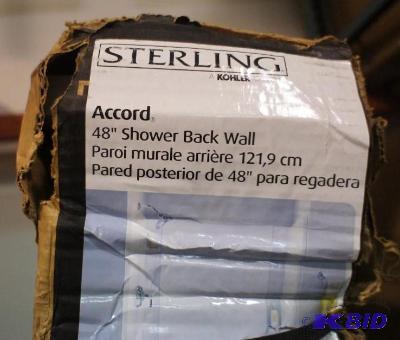 STERLING
A KOHLER
Accord®
48" Shower Back Wall
Paroi murale arrière 121,9 cm
Pared posterior de 48" para regadera
K-BID